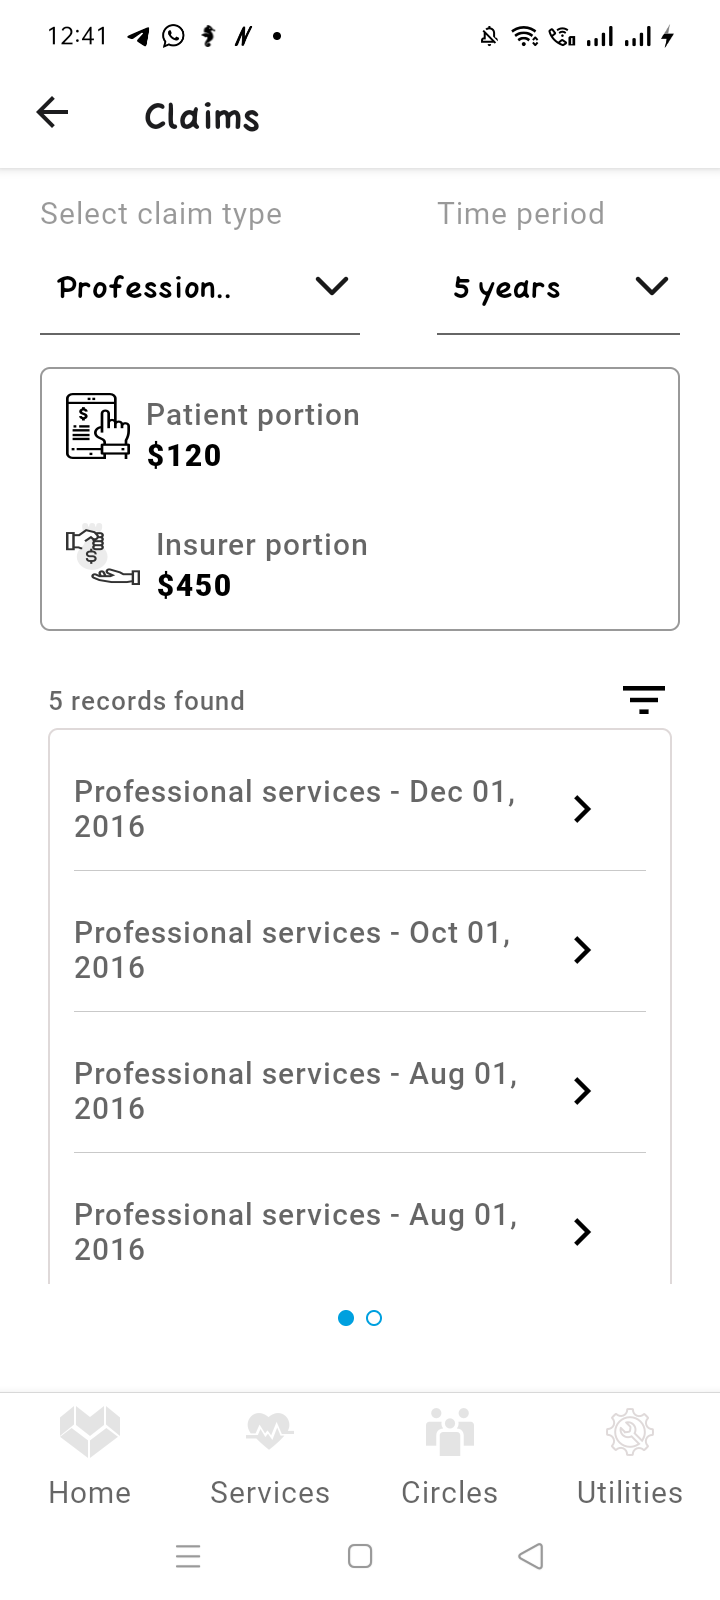 12:41
Claims
Select claim type
Time period
Profession..
5 years
Patient portion
$120
Insurer portion
$450
5 records found
Professional services - Dec 01,
2016
Professional services - Oct 01,
2016
Professional services - Aug 01,
2016
Professional services - Aug 01,
2016
Home
Services
Circles
Utilities